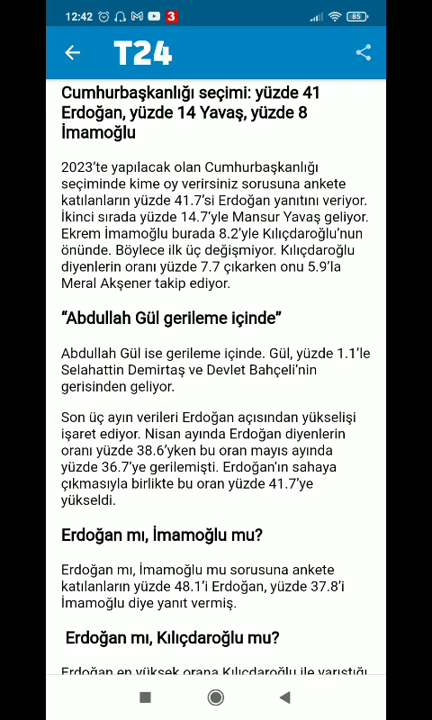 12:42
3
85
T24
Cumhurbaşkanlığı seçimi: yüzde 41
Erdoğan, yüzde 14 Yavaş, yüzde 8
İmamoğlu
2023’te yapılacak olan Cumhurbaşkanlığı
seçiminde kime oy verirsiniz sorusuna ankete
katılanların yüzde 41.7’si Erdoğan yanıtını veriyor.
İkinci sırada yüzde 14.7’yle Mansur Yavaş geliyor.
Ekrem İmamoğlu burada 8.2’yle Kılıçdaroğlu’nun
önünde. Böylece ilk üç değişmiyor. Kılıçdaroğlu
diyenlerin oranı yüzde 7.7 çıkarken onu 5.9’la
Meral Akşener takip ediyor.
“Abdullah Gül gerileme içinde”
Abdullah Gül ise gerileme içinde. Gül, yüzde 1.1’le
Selahattin Demirtaş ve Devlet Bahçeli’nin
gerisinden geliyor.
Son üç ayın verileri Erdoğan açısından yükselişi
işaret ediyor. Nisan ayında Erdoğan diyenlerin
oranı yüzde 38.6’yken bu oran mayıs ayında
yüzde 36.7’ye gerilemişti. Erdoğan’ın sahaya
çıkmasıyla birlikte bu oran yüzde 41.7’ye
yükseldi.
Erdoğan mı, İmamoğlu mu?
Erdoğan mı, İmamoğlu mu sorusuna ankete
katılanların yüzde 48.1’i Erdoğan, yüzde 37.8’i
İmamoğlu diye yanıt vermiş.
Erdoğan mı, Kılıçdaroğlu mu?
Erdoğan en yüksek orana Kılıçdaroğlu ile yarıştığı